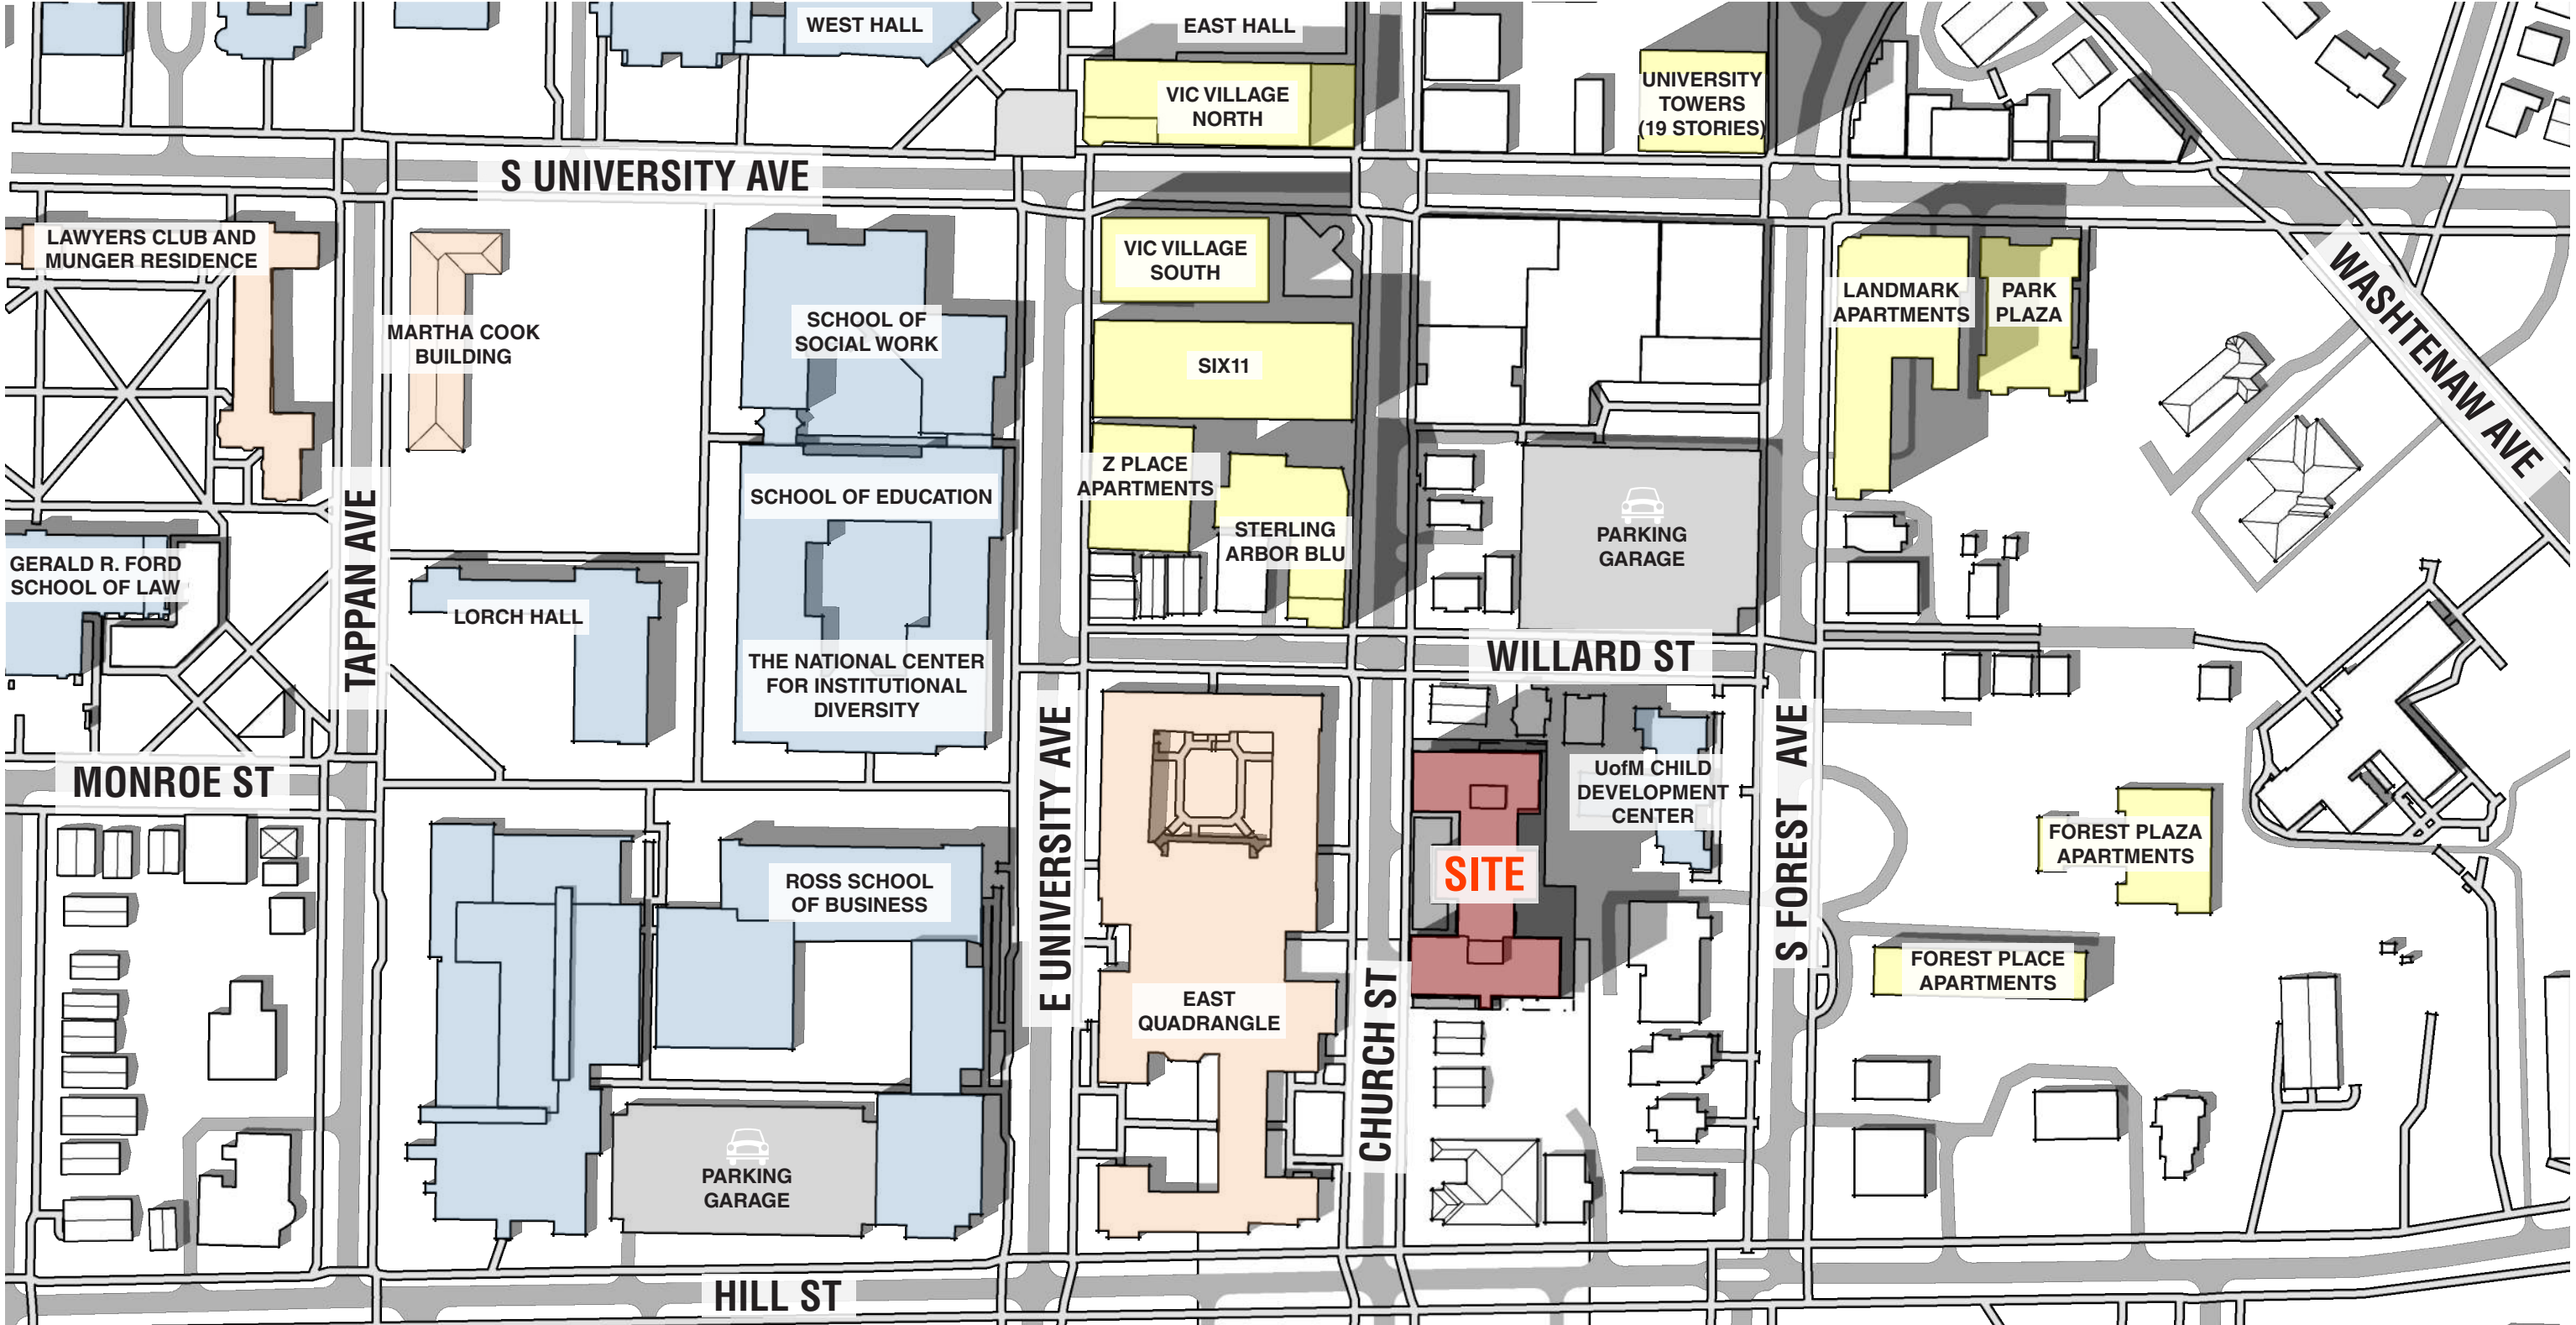 WEST HALL
EAST HALL
VIC VILLAGE
NORTH
UNIVERSITY
TOWERS
(19 STORIES)
S UNIVERSITY AVE
LAWYERS CLUB AND
MUNGER RESIDENCE
MARTHA COOK
BUILDING
SCHOOL OF
SOCIAL WORK
VIC VILLAGE
SOUTH
SIX11
LANDMARK
APARTMENTS
PARK
PLAZA
WASHTENAW AVE
SCHOOL OF EDUCATION
Z PLACE
APARTMENTS
STERLING
ARBOR BLU
PARKING
GARAGE
GERALD R. FORD
SCHOOL OF LAW
TAPPAN AVE
LORCH HALL
THE NATIONAL CENTER
FOR INSTITUTIONAL
DIVERSITY
WILLARD ST
MONROE ST
E UNIVERSITY AVE
UofM CHILD
DEVELOPMENT
CENTER
S FOREST AVE
SITE
FOREST PLAZA
APARTMENTS
ROSS SCHOOL
OF BUSINESS
FOREST PLACE
APARTMENTS
EAST
QUADRANGLE
CHURCH ST
PARKING
GARAGE
HILL ST